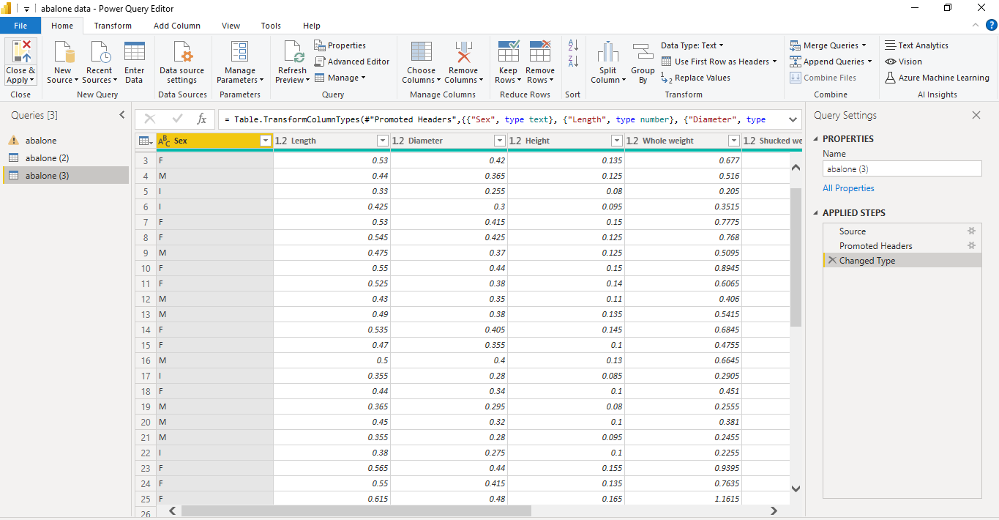 abalone data - Power Query Editor
File Home Transform Add Column View Tools Help
Close & Apply New Source Recent Sources Enter Data Data source settings Manage Parameters Refresh Preview Properties Advanced Editor Manage Choose Columns Remove Columns Keep Rows Remove Rows A Z Z A Split Column Group By Data Type: Text Use First Row as Headers 1 2 Replace Values Merge Queries Append Queries Combine Files Text Analytics Vision Azure Machine Learning
Close New Query Data Sources Parameters Query Manage Columns Reduce Rows Sort Transform Combine AI Insights
Queries [3]
abalone
abalone (2)
abalone (3)
fx = Table.TransformColumnTypes(#"Promoted Headers",{{"Sex", type text}, {"Length", type number}, {"Diameter", type
ABC Sex 1.2 Length 1.2 Diameter 1.2 Height 1.2 Whole weight 1.2 Shucked we
3 F 0.53 0.42 0.135 0.677
4 M 0.44 0.365 0.125 0.516
5 I 0.33 0.255 0.08 0.205
6 I 0.425 0.3 0.095 0.3515
7 F 0.53 0.415 0.15 0.7775
8 F 0.545 0.425 0.125 0.768
9 M 0.475 0.37 0.125 0.5095
10 F 0.55 0.44 0.15 0.8945
11 F 0.525 0.38 0.14 0.6065
12 M 0.43 0.35 0.11 0.406
13 M 0.49 0.38 0.135 0.5415
14 F 0.535 0.405 0.145 0.6845
15 F 0.47 0.355 0.1 0.4755
16 M 0.5 0.4 0.13 0.6645
17 I 0.355 0.28 0.085 0.2905
18 F 0.44 0.34 0.1 0.451
19 M 0.365 0.295 0.08 0.2555
20 M 0.45 0.32 0.1 0.381
21 M 0.355 0.28 0.095 0.2455
22 I 0.38 0.275 0.1 0.2255
23 F 0.565 0.44 0.155 0.9395
24 F 0.55 0.415 0.135 0.7635
25 F 0.615 0.48 0.165 1.1615
26
Query Settings
PROPERTIES
Name
abalone (3)
All Properties
APPLIED STEPS
Source
Promoted Headers
Changed Type